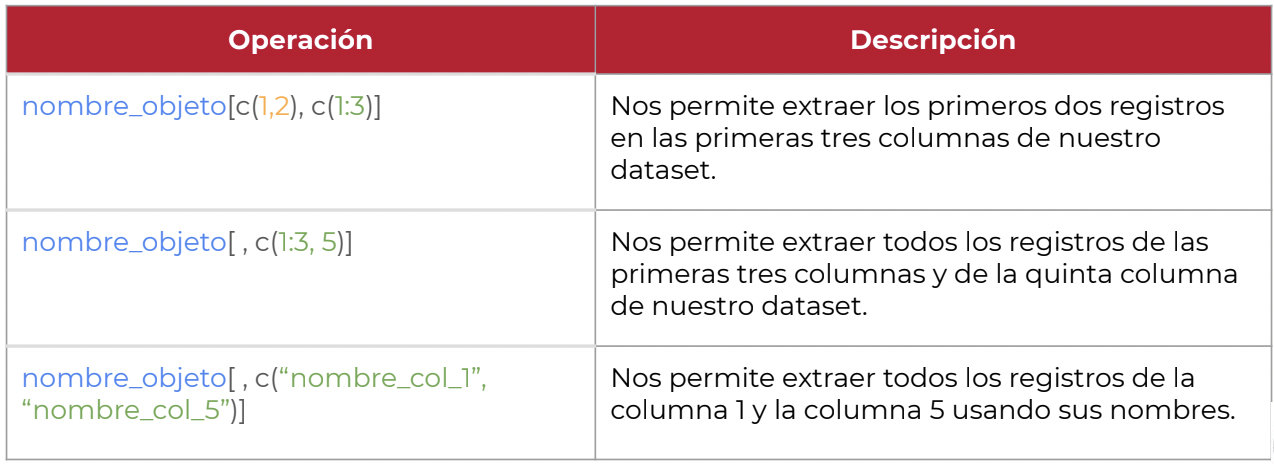 Operación
Descripción
nombre_objeto[c(1,2), c(1:3)]
Nos permite extraer los primeros dos registros
en las primeras tres columnas de nuestro
dataset.
nombre_objeto[ , c(1:3, 5)]
Nos permite extraer todos los registros de las
primeras tres columnas y de la quinta columna
de nuestro dataset.
nombre_objeto[ , c(“nombre_col_1”,
“nombre_col_5”)]
Nos permite extraer todos los registros de la
columna 1 y la columna 5 usando sus nombres.